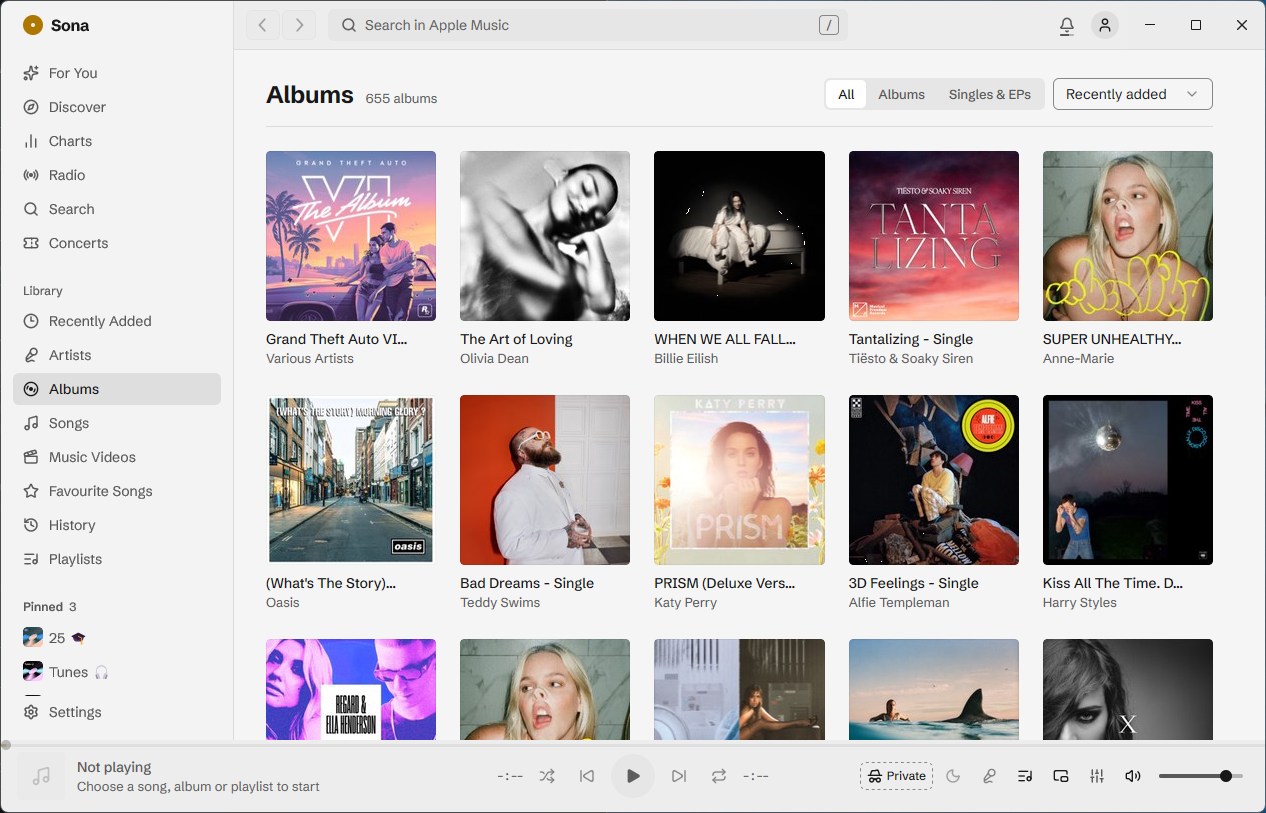 Sona
Search in Apple Music
/
For You
Discover
Charts
Radio
Search
Concerts
Library
Recently Added
Artists
Albums
Songs
Music Videos
Favourite Songs
History
Playlists
Pinned 3
25 🎓
Tunes 🎧
Settings
Albums 655 albums
All Albums Singles & EPs Recently added
GRAND THEFT AUTO
VI
The Album
TIËSTO & SOAKY SIREN
TANTA
LIZING
Grand Theft Auto VI...
Various Artists
The Art of Loving
Olivia Dean
WHEN WE ALL FALL...
Billie Eilish
Tantalizing - Single
Tiësto & Soaky Siren
SUPER UNHEALTHY...
Anne-Marie
(WHAT'S THE STORY) MORNING GLORY ?
oasis
KATY PERRY
PRISM
ALFIE
(What's The Story)...
Oasis
Bad Dreams - Single
Teddy Swims
PRISM (Deluxe Vers...
Katy Perry
3D Feelings - Single
Alfie Templeman
Kiss All The Time. D...
Harry Styles
REGARD &
ELLA HENDERSON
X
Not playing
Choose a song, album or playlist to start
-:--
-:--
Private